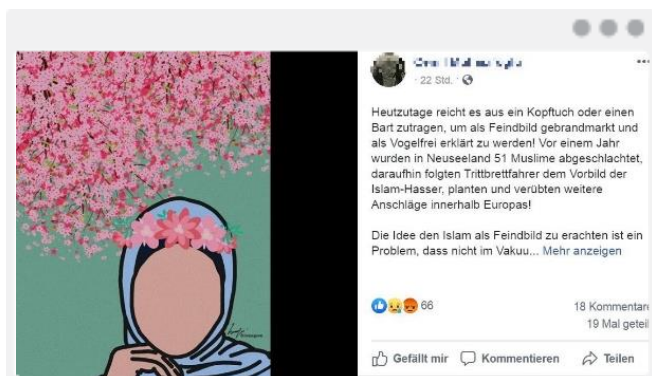 22 Std.
Heutzutage reicht es aus ein Kopftuch oder einen
Bart zutragen, um als Feindbild gebrandmarkt und
als Vogelfrei erklärt zu werden! Vor einem Jahr
wurden in Neuseeland 51 Muslime abgeschlachtet,
daraufhin folgten Trittbrettfahrer dem Vorbild der
Islam-Hasser, planten und verübten weitere
Anschläge innerhalb Europas!
Die Idee den Islam als Feindbild zu erachten ist ein
Problem, dass nicht im Vakuu... Mehr anzeigen
66
18 Kommentare
19 Mal geteil
Gefällt mir Kommentieren Teilen